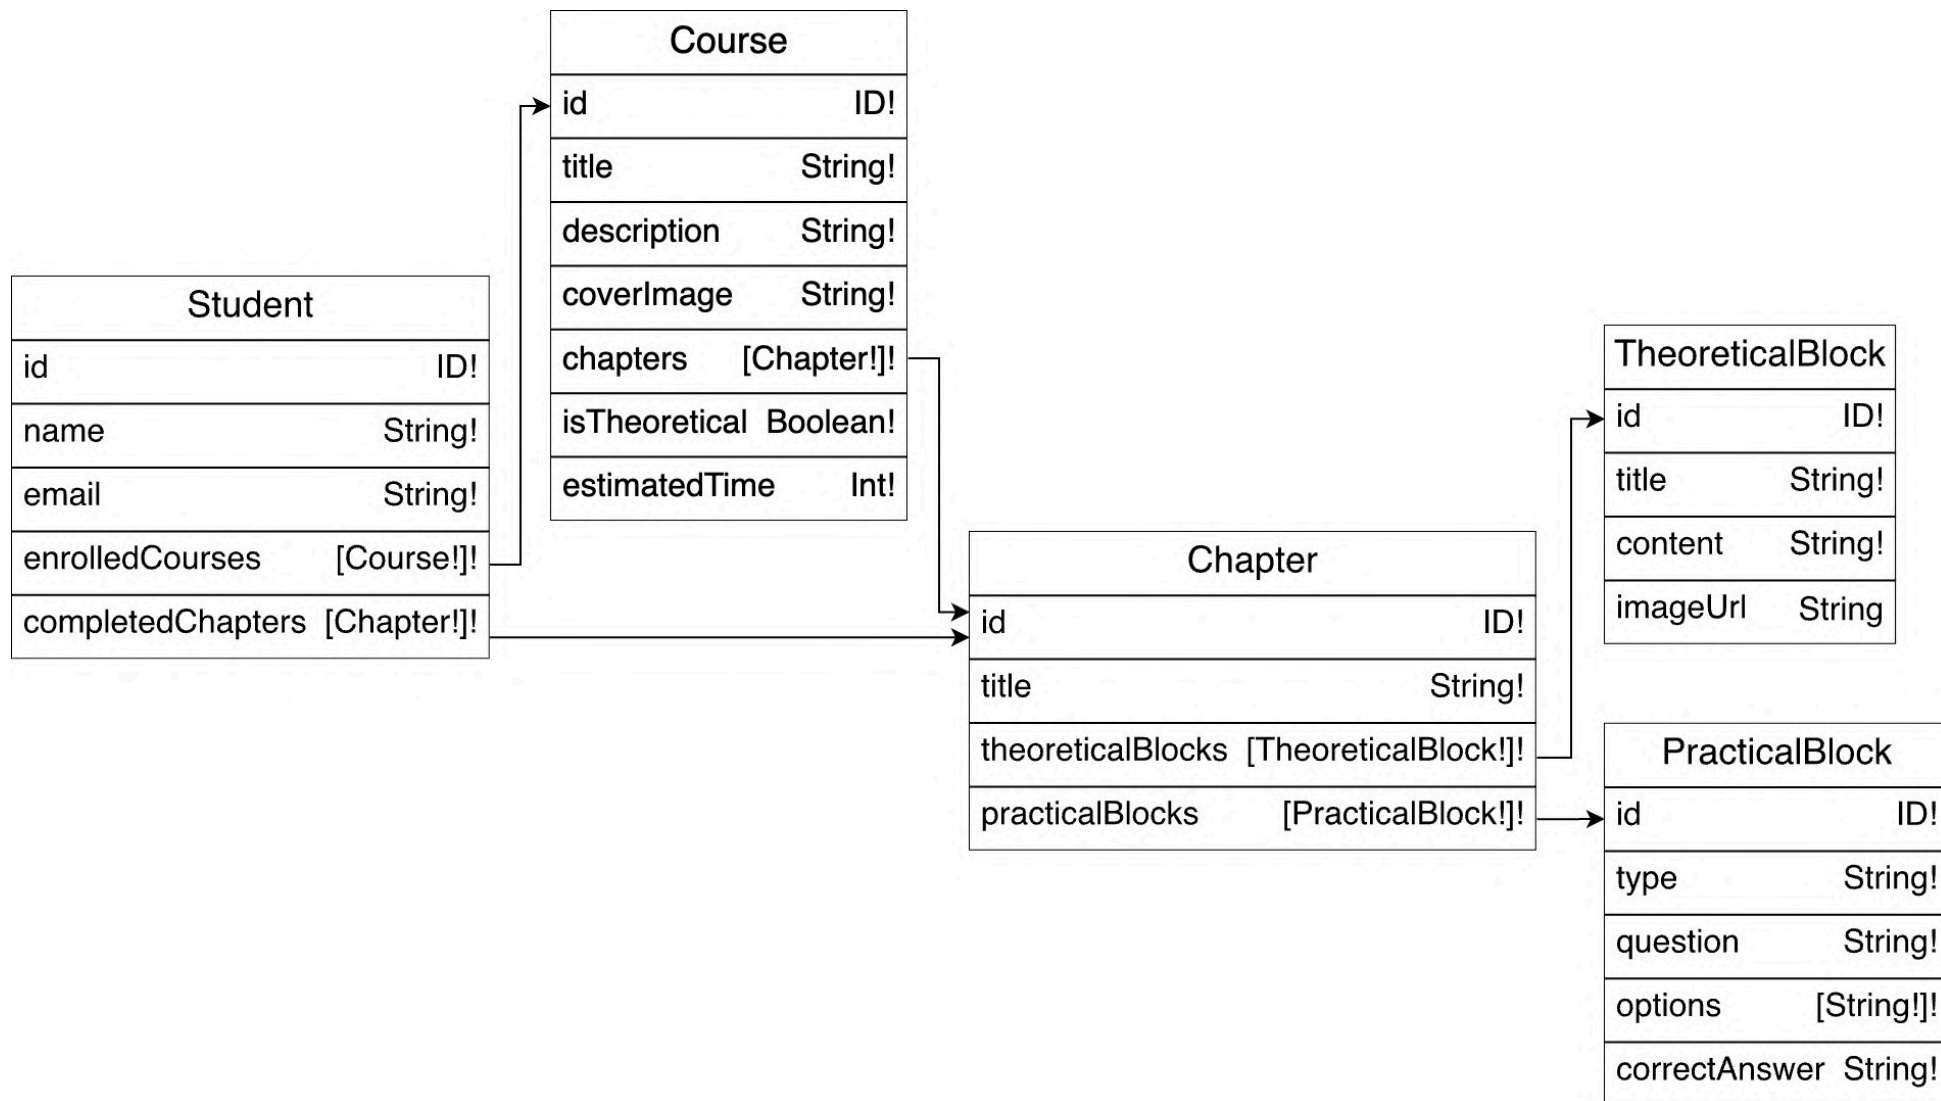 Course
id ID!
title String!
description String!
coverImage String!
chapters [Chapter!]!
isTheoretical Boolean!
estimatedTime Int!
Student
id ID!
name String!
email String!
enrolledCourses [Course!]!
completedChapters [Chapter!]!
Chapter
id ID!
title String!
theoreticalBlocks [TheoreticalBlock!]!
practicalBlocks [PracticalBlock!]!
TheoreticalBlock
id ID!
title String!
content String!
imageUrl String
PracticalBlock
id ID!
type String!
question String!
options [String!]!
correctAnswer String!